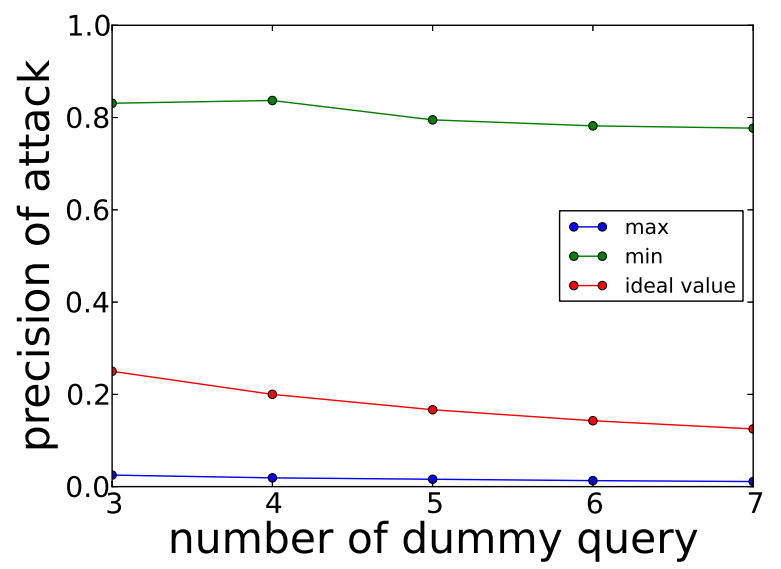 precision of attack
1.0
0.8
0.6
0.4
0.2
0.0
max
min
ideal value
3 4 5 6 7
number of dummy query